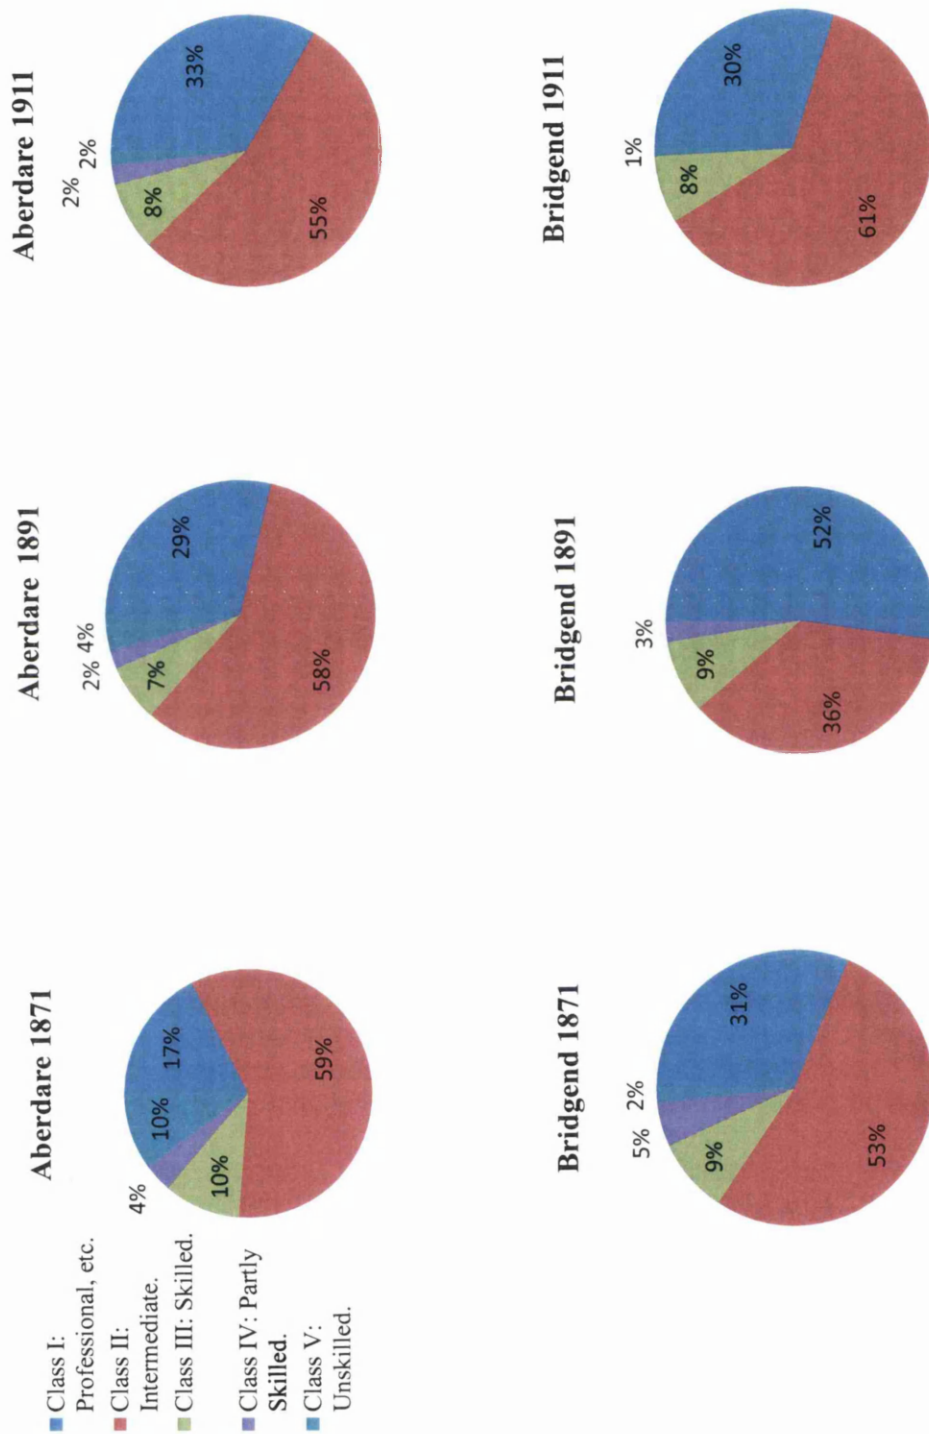 Class I:
Professional, etc.
Class II:
Intermediate.
Class III: Skilled.
Class IV: Partly
Skilled.
Class V:
Unskilled.
Aberdare 1871
4%
10%
17%
10%
59%
Aberdare 1891
2%
4%
29%
7%
58%
Aberdare 1911
2%
2%
33%
8%
55%
Bridgend 1871
5%
2%
31%
9%
53%
Bridgend 1891
3%
52%
9%
36%
Bridgend 1911
1%
30%
8%
61%